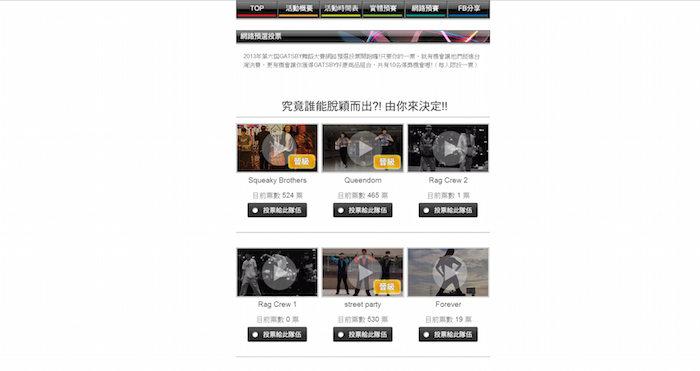 TOP 活動概要 活動時間表 實體預賽 網路預賽 FB分享
網路預選投票
2013年第六屆GATSBY舞蹈大賽網路預選投票開跑囉!只要你的一票,就有機會讓他們挺進台
灣決賽,更有機會讓你獲得GATSBY好康商品組合,共有10名得獎機會喔!(每人限投一票)
究竟誰能脫穎而出?! 由你來決定!!
晉級 晉級
Squeaky Brothers Queendom Rag Crew 2
目前票數 524 票 目前票數 465 票 目前票數 1 票
投票給此隊伍 投票給此隊伍 投票給此隊伍
晉級
Rag Crew 1 street party Forever
目前票數 0 票 目前票數 530 票 目前票數 19 票
投票給此隊伍 投票給此隊伍 投票給此隊伍